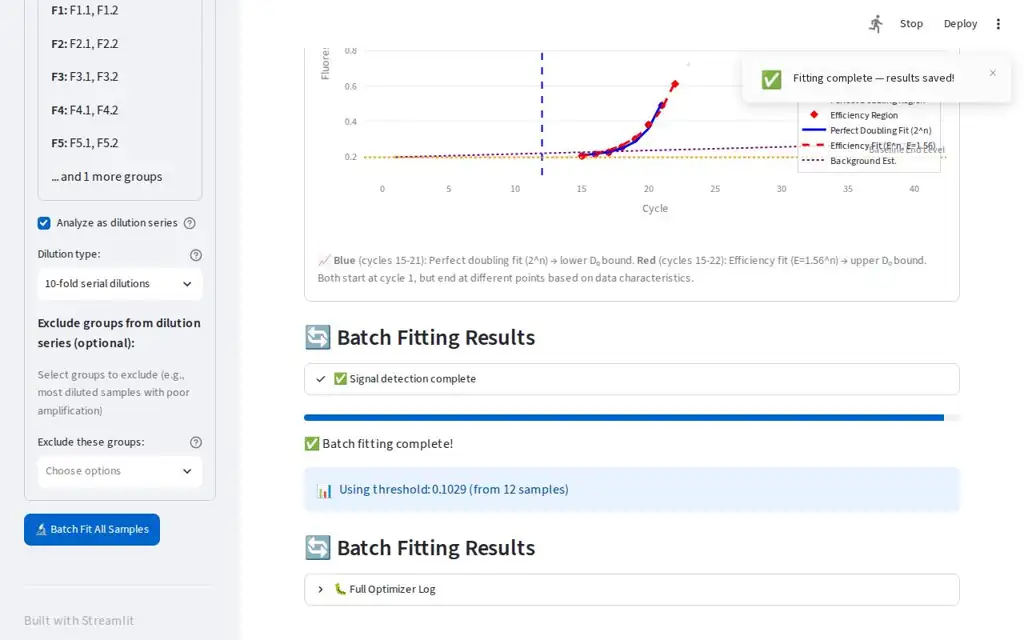 F1: F1.1, F1.2
F2: F2.1, F2.2
F3: F3.1, F3.2
F4: F4.1, F4.2
F5: F5.1, F5.2
... and 1 more groups
Analyze as dilution series
Dilution type:
10-fold serial dilutions
Exclude groups from dilution
series (optional):
Select groups to exclude (e.g.,
most diluted samples with poor
amplification)
Exclude these groups:
Choose options
🔬 Batch Fit All Samples
Built with Streamlit
Stop
Deploy
✅ Fitting complete — results saved!
0.8
0.6
0.4
0.2
0
5
10
15
20
25
30
35
40
Cycle
Efficiency Region
Perfect Doubling Fit (2^n)
Efficiency Fit (E^n, E=1.56)
Background Est.
Baseline End Level
📈 Blue (cycles 15-21): Perfect doubling fit (2^n) → lower D₀ bound. Red (cycles 15-22): Efficiency fit (E=1.56^n) → upper D₀ bound.
Both start at cycle 1, but end at different points based on data characteristics.
🔄 Batch Fitting Results
✅ Signal detection complete
✅ Batch fitting complete!
📊 Using threshold: 0.1029 (from 12 samples)
🔄 Batch Fitting Results
🐛 Full Optimizer Log